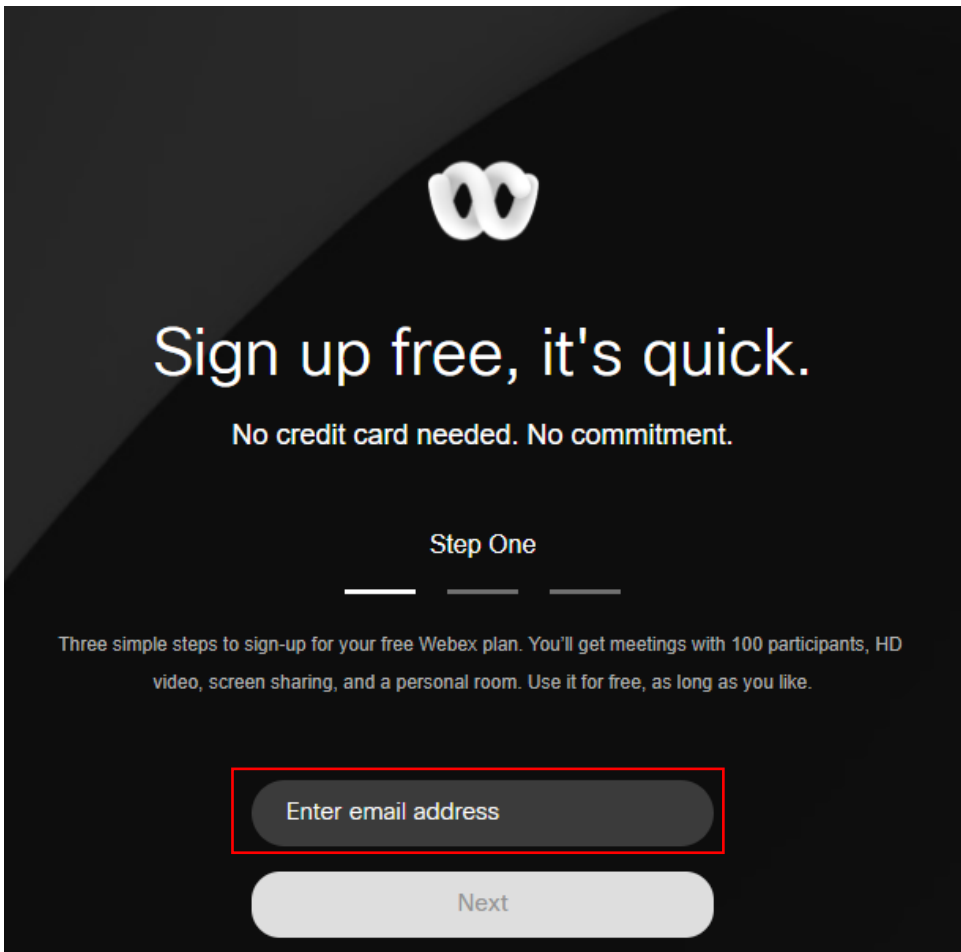 Sign up free, it's quick.
No credit card needed. No commitment.
Step One
Three simple steps to sign-up for your free Webex plan. You'll get meetings with 100 participants, HD
video, screen sharing, and a personal room. Use it for free, as long as you like.
Enter email address
Next